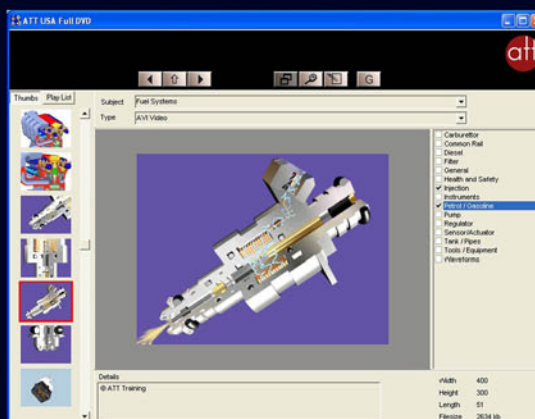 ATT USA Full DVD
att
G
Thumbs Play List
Subject Fuel Systems
Type AVI Video
Carburettor
Common Rail
Diesel
Filter
General
Health and Safety
Injection
Instruments
Petrol / Gasoline
Pump
Regulator
Sensor/Actuator
Tank / Pipes
Tools / Equipment
Waveforms
Details
© ATT Training
Width 400
Height 300
Length 51
Filesize 2634 kb